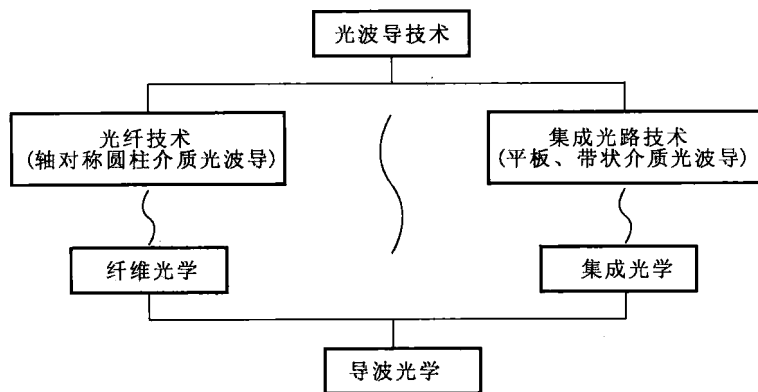 光波导技术
光纤技术
(轴对称圆柱介质光波导)
集成光路技术
(平板、带状介质光波导)
纤维光学
集成光学
导波光学